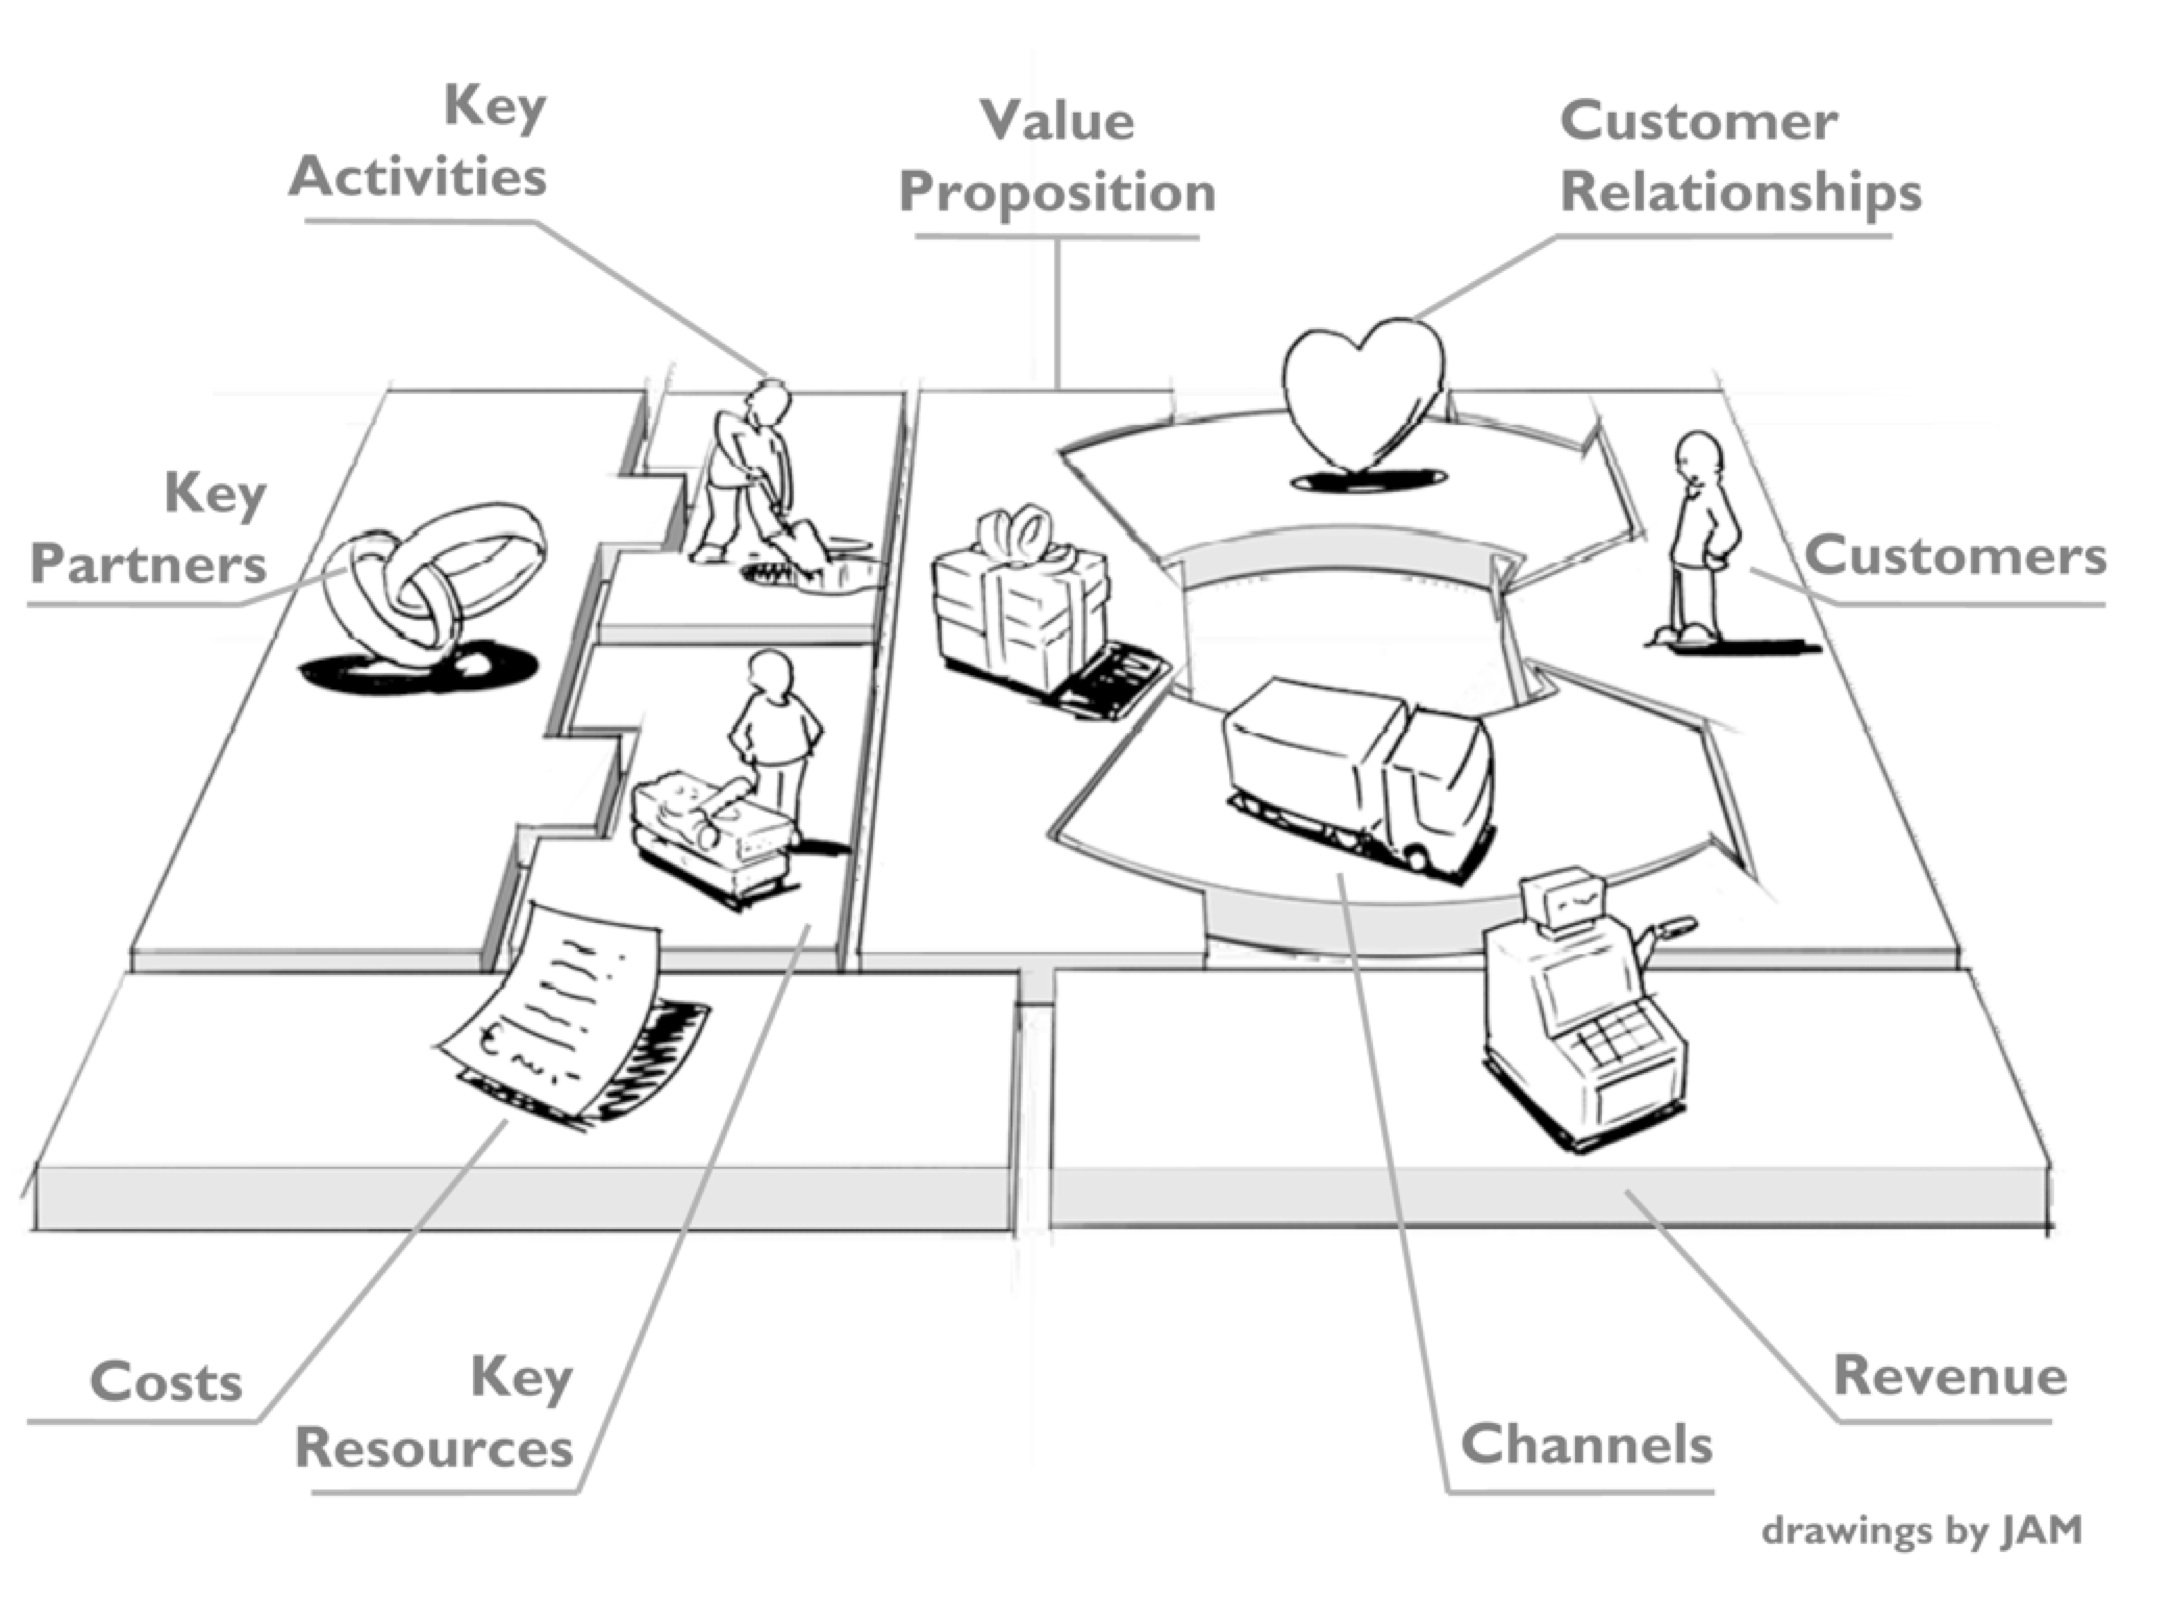 Key
Activities
Value
Proposition
Customer
Relationships
Key
Partners
Customers
€
Costs
Key
Resources
Channels
Revenue
drawings by JAM